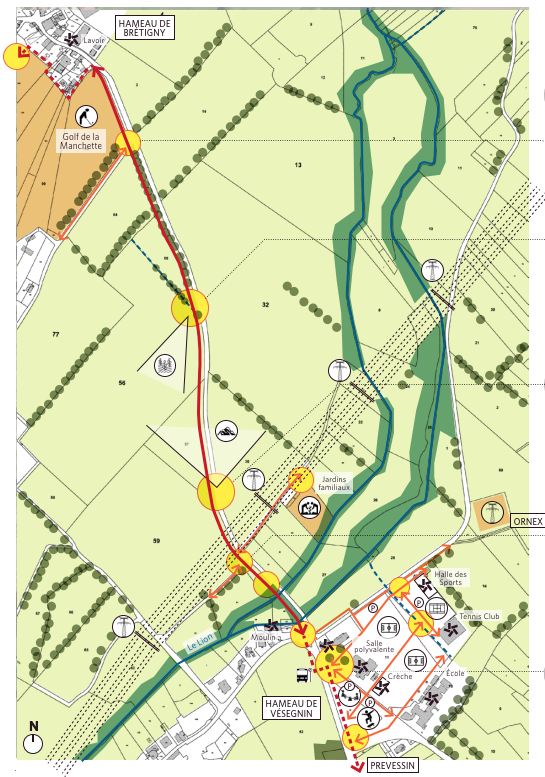 HAMEAU DE
BRÉTIGNY
Lavoir
Golf de la
Manchette
13
32
77
56
59
Jardins
familiaux
ORNEX
Halle des
Sports
P
P
Tennis Club
Le Lion
Moulin
Salle
polyvalente
École
Crèche
P
P
HAMEAU DE
VÉSEGNIN
N
PREVESSIN